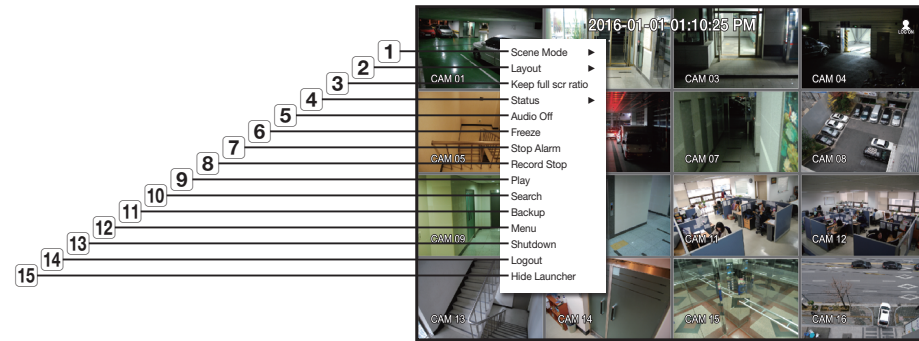 2016-01-01 01:10:25 PM
LOG ON
1 Scene Mode ►
2 Layout ►
3 Keep full scr ratio
4 Status ►
5 Audio Off
6 Freeze
7 Stop Alarm
8 Record Stop
9 Play
10 Search
11 Backup
12 Menu
13 Shutdown
14 Logout
15 Hide Launcher
CAM 01
CAM 03
CAM 04
CAM 05
CAM 07
CAM 08
CAM 09
CAM 11
CAM 12
CAM 13
CAM 14
CAM 15
CAM 16